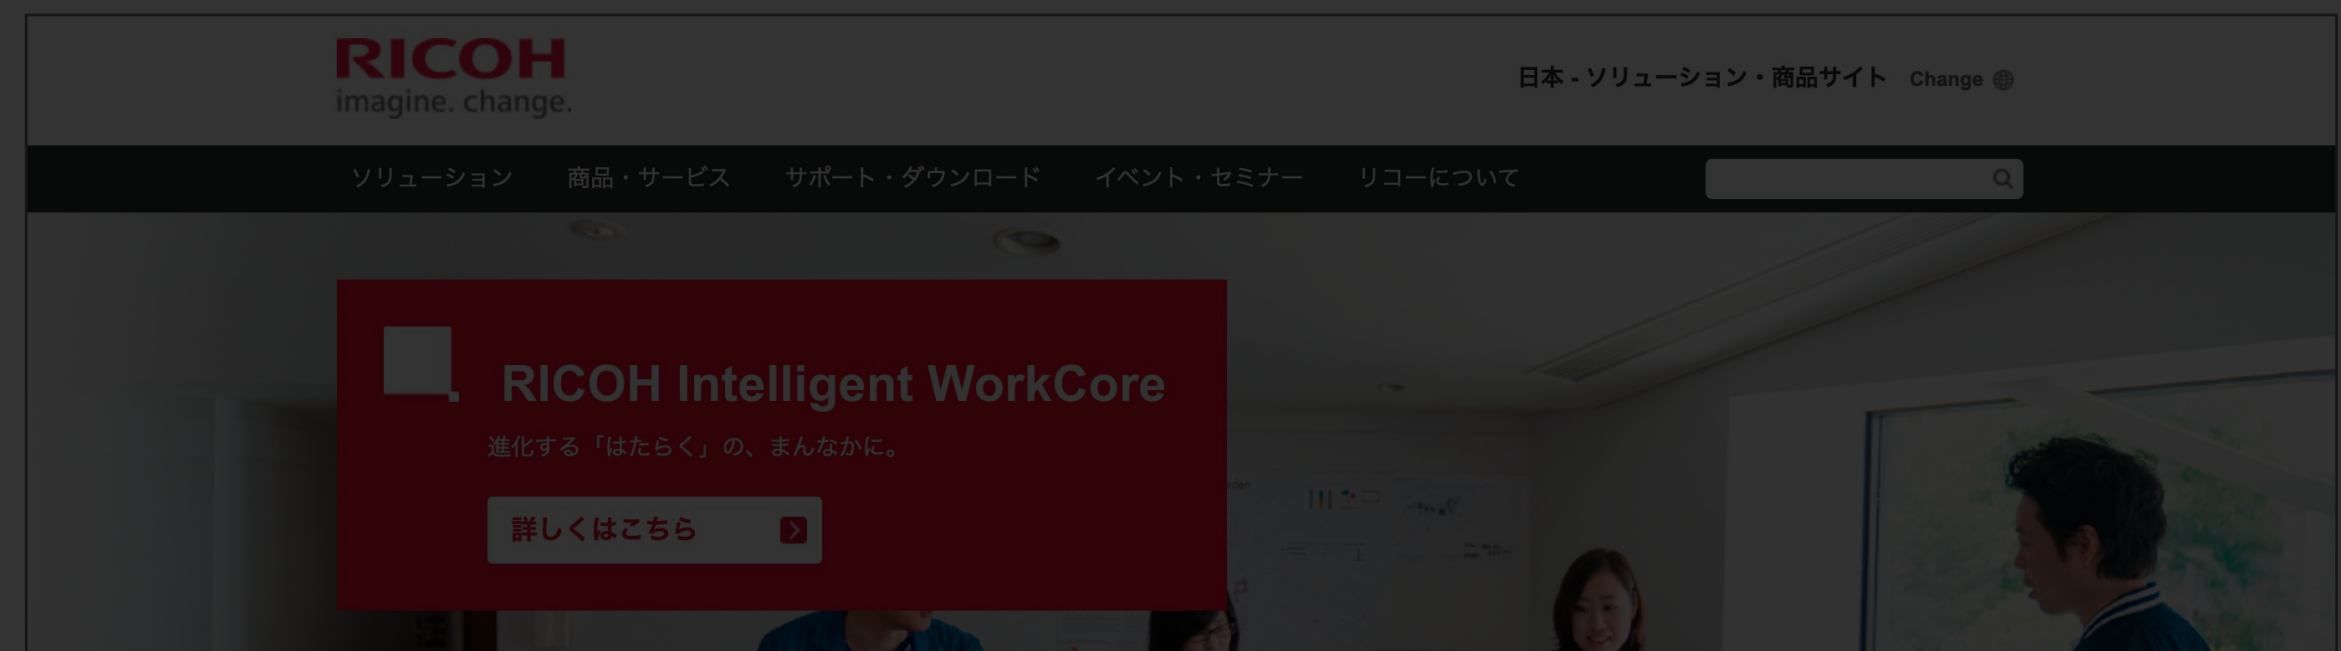 RICOH
imagine. change.
日本 - ソリューション・商品サイト Change
ソリューション 商品・サービス サポート・ダウンロード イベント・セミナー リコーについて
RICOH Intelligent WorkCore
進化する「はたらく」の、まんなかに。
詳しくはこちら